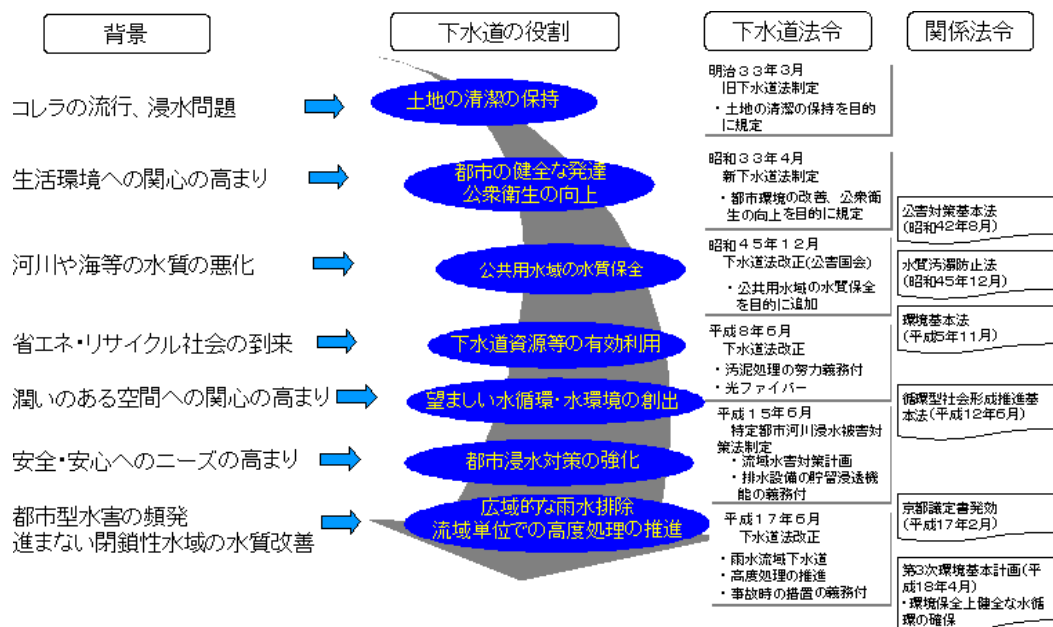 背景
下水道の役割
下水道法令
関係法令
コレラの流行、浸水問題
土地の清潔の保持
明治33年3月
旧下水道法制定
・土地の清潔の保持を目的
に規定
生活環境への関心の高まり
都市の健全な発達
公衆衛生の向上
昭和33年4月
新下水道法制定
・都市環境の改善、公衆衛
生の向上を目的に規定
公害対策基本法
(昭和42年8月)
河川や海等の水質の悪化
公共用水域の水質保全
昭和45年12月
下水道法改正(公害国会)
・公共用水域の水質保全
を目的に追加
水質汚濁防止法
(昭和45年12月)
省エネ・リサイクル社会の到来
下水道資源等の有効利用
平成8年6月
下水道法改正
・汚泥処理の努力義務付
・光ファイバー
環境基本法
(平成5年11月)
潤いのある空間への関心の高まり
望ましい水循環・水環境の創出
循環型社会形成推進基
本法(平成12年6月)
平成15年6月
特定都市河川浸水被害対
策法制定
・流域水害対策計画
・排水設備の貯留浸透機
能の義務付
安全・安心へのニーズの高まり
都市浸水対策の強化
都市型水害の頻発
進まない閉鎖性水域の水質改善
広域的な雨水排除
流域単位での高度処理の推進
平成17年6月
下水道法改正
・雨水流域下水道
・高度処理の推進
・事故時の措置の義務付
京都議定書発効
(平成17年2月)
第3次環境基本計画(平
成18年4月)
・環境保全上健全な水循
環の確保